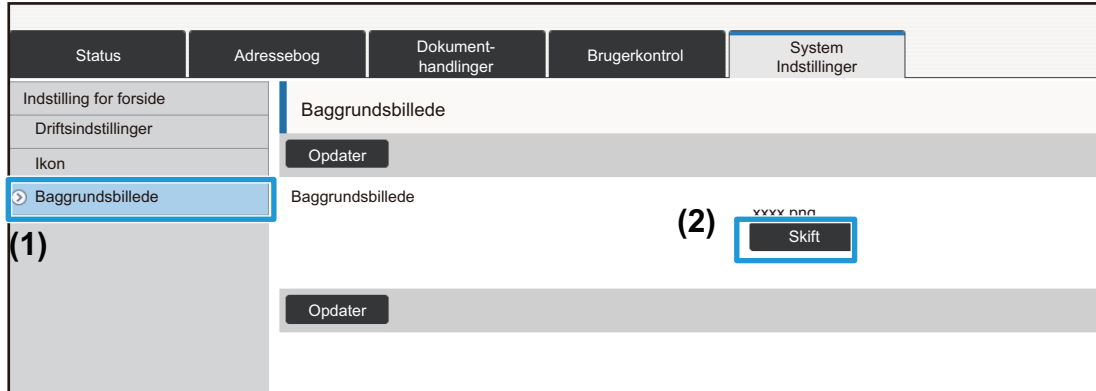 Status
Adressebog
Dokument-
handlinger
Brugerkontrol
System
Indstillinger
Indstilling for forside
Driftsindstillinger
Ikon
Baggrundsbillede
(1)
Baggrundsbillede
Opdater
Baggrundsbillede
xxxx.png
(2)
Skift
Opdater